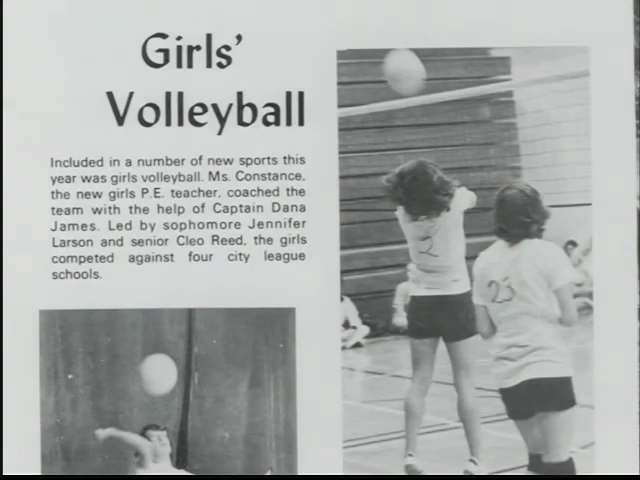 Girls'
Volleyball
Included in a number of new sports this
year was girls volleyball. Ms. Constance,
the new girls P.E. teacher, coached the
team with the help of Captain Dana
James. Led by sophomore Jennifer
Larson and senior Cleo Reed, the girls
competed against four city league
schools.
2
23